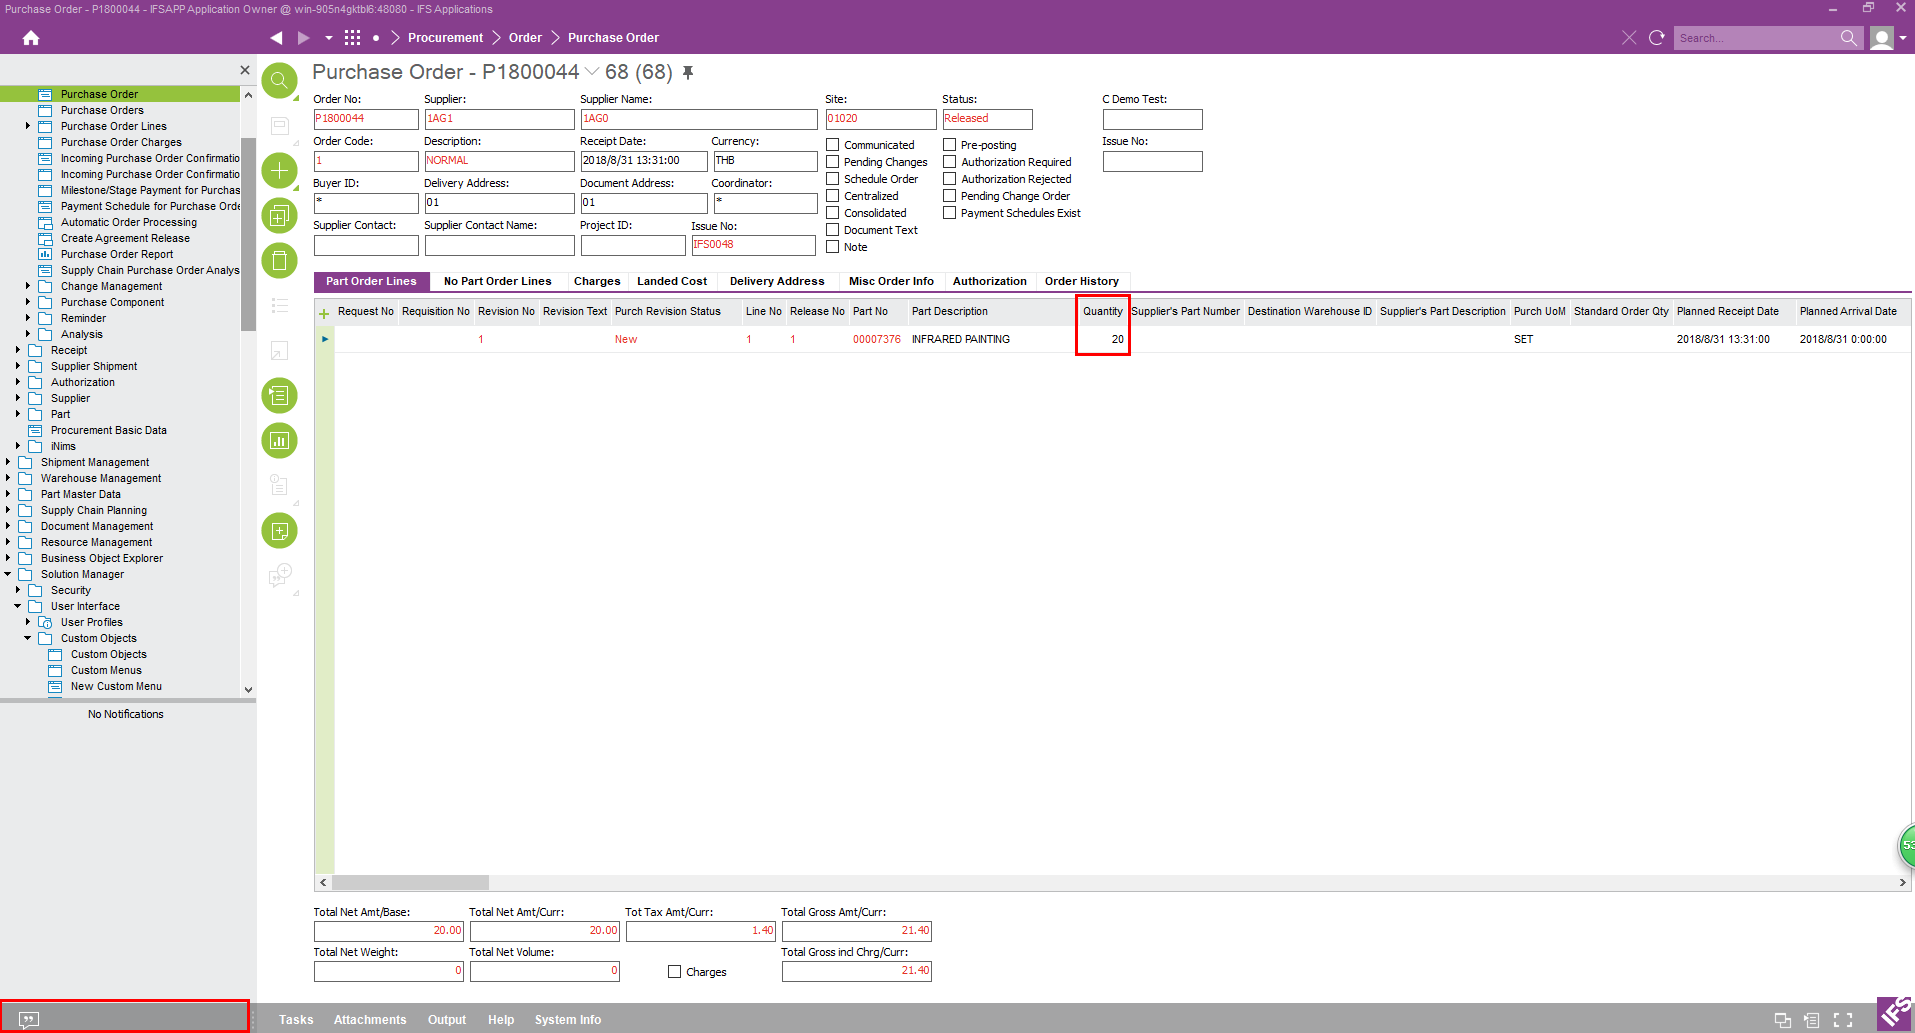 Purchase Order - P1800044 - IFSAPP Application Owner @ win-905n4gktbl6:48080 - IFS Applications
Procurement Order Purchase Order
Search...
Purchase Order
Purchase Orders
Purchase Order Lines
Purchase Order Charges
Incoming Purchase Order Confirmatio
Incoming Purchase Order Confirmatio
Milestone/Stage Payment for Purchas
Payment Schedule for Purchase Orde
Automatic Order Processing
Create Agreement Release
Purchase Order Report
Supply Chain Purchase Order Analys
Change Management
Purchase Component
Reminder
Analysis
Receipt
Supplier Shipment
Authorization
Supplier
Part
Procurement Basic Data
iNims
Shipment Management
Warehouse Management
Part Master Data
Supply Chain Planning
Document Management
Resource Management
Business Object Explorer
Solution Manager
Security
User Interface
User Profiles
Custom Objects
Custom Objects
Custom Menus
New Custom Menu
No Notifications
Purchase Order - P1800044 68 (68)
Order No: Supplier: Supplier Name: Site: Status: C Demo Test:
P1800044 1AG1 1AG0 01020 Released
Order Code: Description: Receipt Date: Currency: Communicated Pre-posting Issue No:
1 NORMAL 2018/8/31 13:31:00 THB Pending Changes Authorization Required
Buyer ID: Delivery Address: Document Address: Coordinator: Schedule Order Authorization Rejected
* 01 01 * Centralized Pending Change Order
Consolidated Payment Schedules Exist
Supplier Contact: Supplier Contact Name: Project ID: Issue No: Document Text
IFS0048 Note
Part Order Lines No Part Order Lines Charges Landed Cost Delivery Address Misc Order Info Authorization Order History
Request No Requisition No Revision No Revision Text Purch Revision Status Line No Release No Part No Part Description Quantity Supplier's Part Number Destination Warehouse ID Supplier's Part Description Purch UoM Standard Order Qty Planned Receipt Date Planned Arrival Date
1 New 1 1 00007376 INFRARED PAINTING 20 SET 2018/8/31 13:31:00 2018/8/31 0:00:00
53
Total Net Amt/Base: Total Net Amt/Curr: Tot Tax Amt/Curr: Total Gross Amt/Curr:
20.00 20.00 1.40 21.40
Total Net Weight: Total Net Volume: Total Gross incl Chrg/Curr:
0 0 Charges 21.40
Tasks Attachments Output Help System Info
IFS